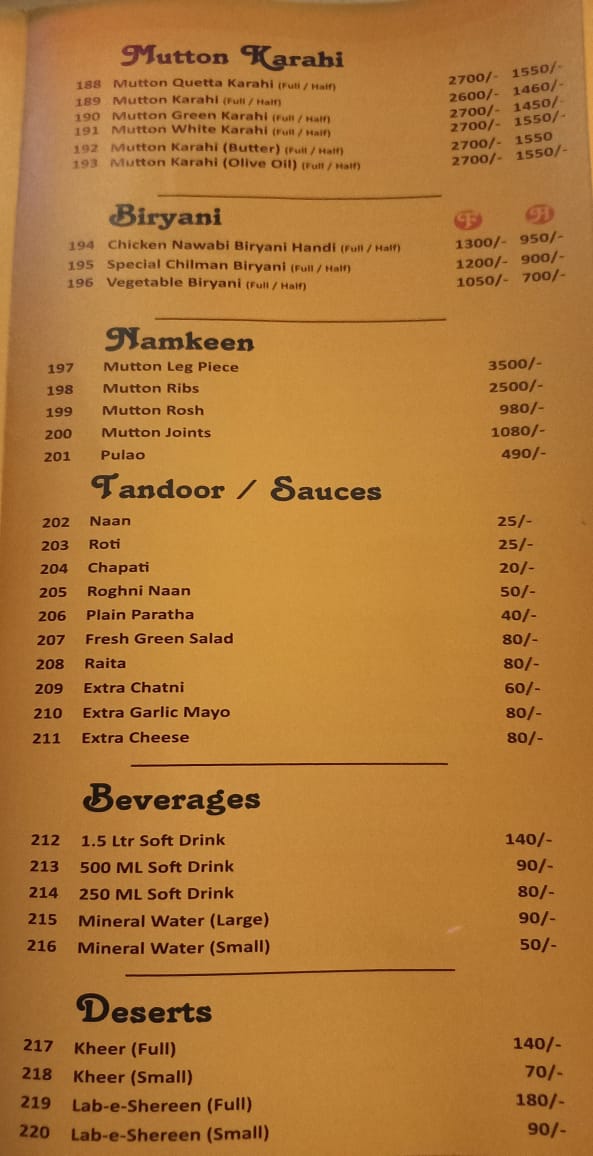 Mutton Karahi
188 Mutton Quetta Karahi (Full / Half) 2700/- 1550/-
189 Mutton Karahi (Full / Half) 2600/- 1460/-
190 Mutton Green Karahi (Full / Half) 2700/- 1450/-
191 Mutton White Karahi (Full / Half) 2700/- 1550/-
192 Mutton Karahi (Butter) (Full / Half) 2700/- 1550
193 Mutton Karahi (Olive Oil) (Full / Half) 2700/- 1550/-
Biryani F H
194 Chicken Nawabi Biryani Handi (Full / Half) 1300/- 950/-
195 Special Chilman Biryani (Full / Half) 1200/- 900/-
196 Vegetable Biryani (Full / Half) 1050/- 700/-
Namkeen
197 Mutton Leg Piece 3500/-
198 Mutton Ribs 2500/-
199 Mutton Rosh 980/-
200 Mutton Joints 1080/-
201 Pulao 490/-
Tandoor / Sauces
202 Naan 25/-
203 Roti 25/-
204 Chapati 20/-
205 Roghni Naan 50/-
206 Plain Paratha 40/-
207 Fresh Green Salad 80/-
208 Raita 80/-
209 Extra Chatni 60/-
210 Extra Garlic Mayo 80/-
211 Extra Cheese 80/-
Beverages
212 1.5 Ltr Soft Drink 140/-
213 500 ML Soft Drink 90/-
214 250 ML Soft Drink 80/-
215 Mineral Water (Large) 90/-
216 Mineral Water (Small) 50/-
Deserts
217 Kheer (Full) 140/-
218 Kheer (Small) 70/-
219 Lab-e-Shereen (Full) 180/-
220 Lab-e-Shereen (Small) 90/-